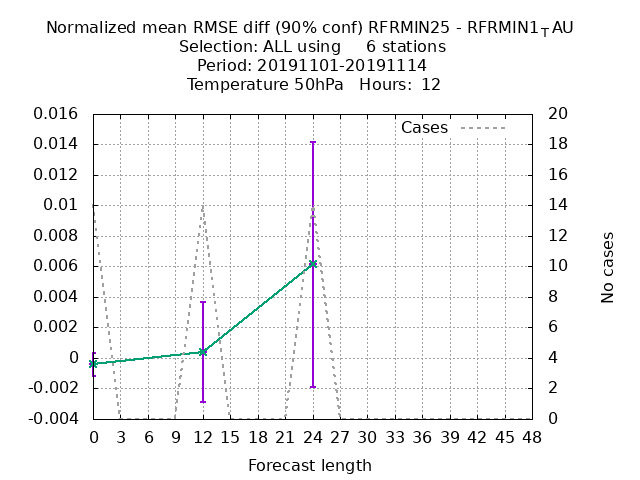 Normalized mean RMSE diff (90% conf) RFRMIN25 - RFRMIN1TAU
Selection: ALL using     6 stations
Period: 20191101-20191114
Temperature 50hPa   Hours:  12
Cases
0.016
0.014
0.012
0.01
0.008
0.006
0.004
0.002
0
-0.002
-0.004
20
18
16
14
12
10
8
6
4
2
0
No cases
0 3 6 9 12 15 18 21 24 27 30 33 36 39 42 45 48
Forecast length